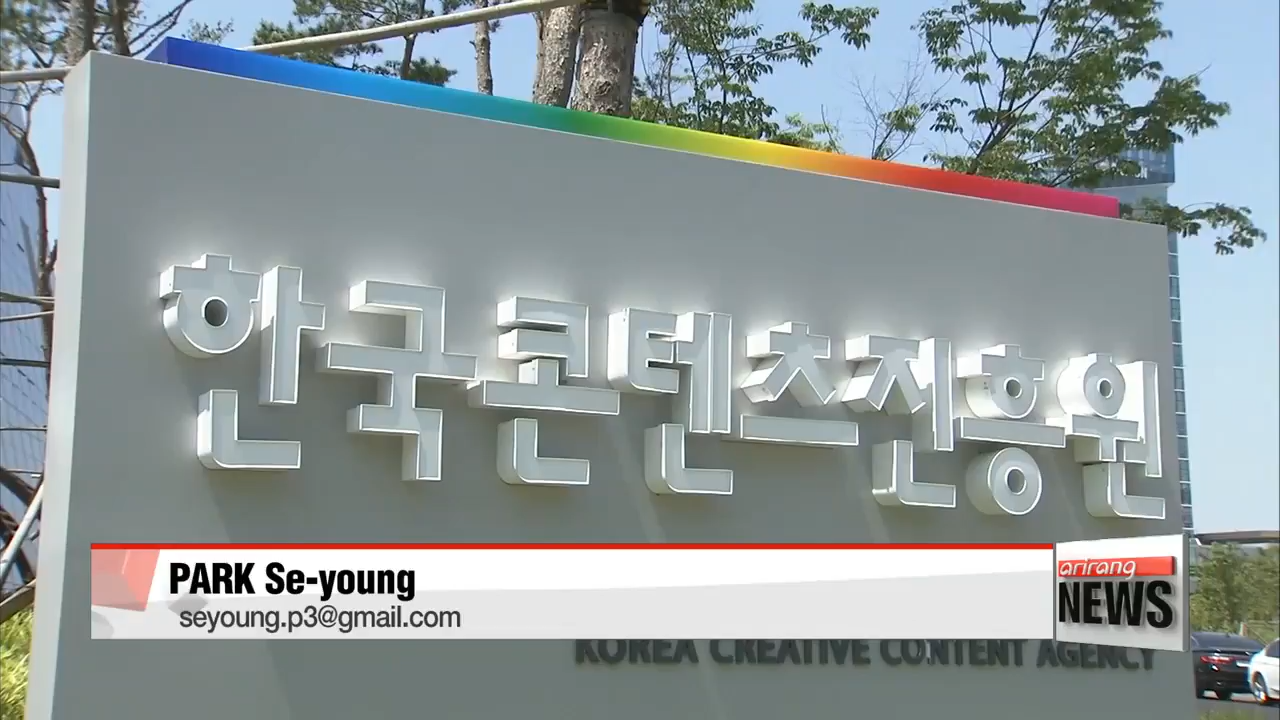 한국콘텐츠진흥원
PARK Se-young
seyoung.p3@gmail.com
arirang
NEWS
KOREA CREATIVE CONTENT AGENCY